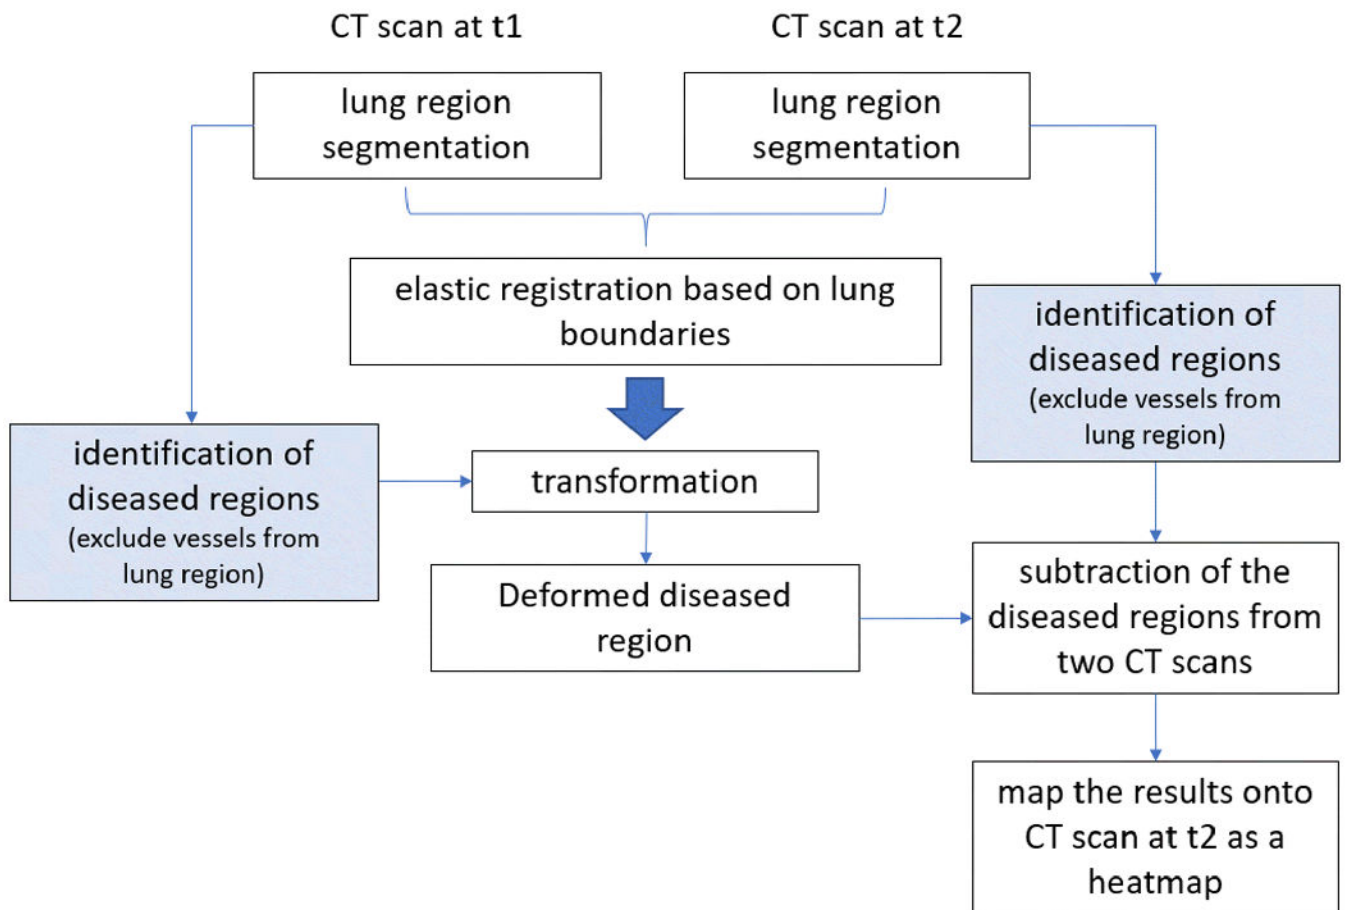 CT scan at t1
CT scan at t2
lung region
segmentation
lung region
segmentation
elastic registration based on lung
boundaries
identification of
diseased regions
(exclude vessels from
lung region)
identification of
diseased regions
(exclude vessels from
lung region)
transformation
Deformed diseased
region
subtraction of the
diseased regions from
two CT scans
map the results onto
CT scan at t2 as a
heatmap